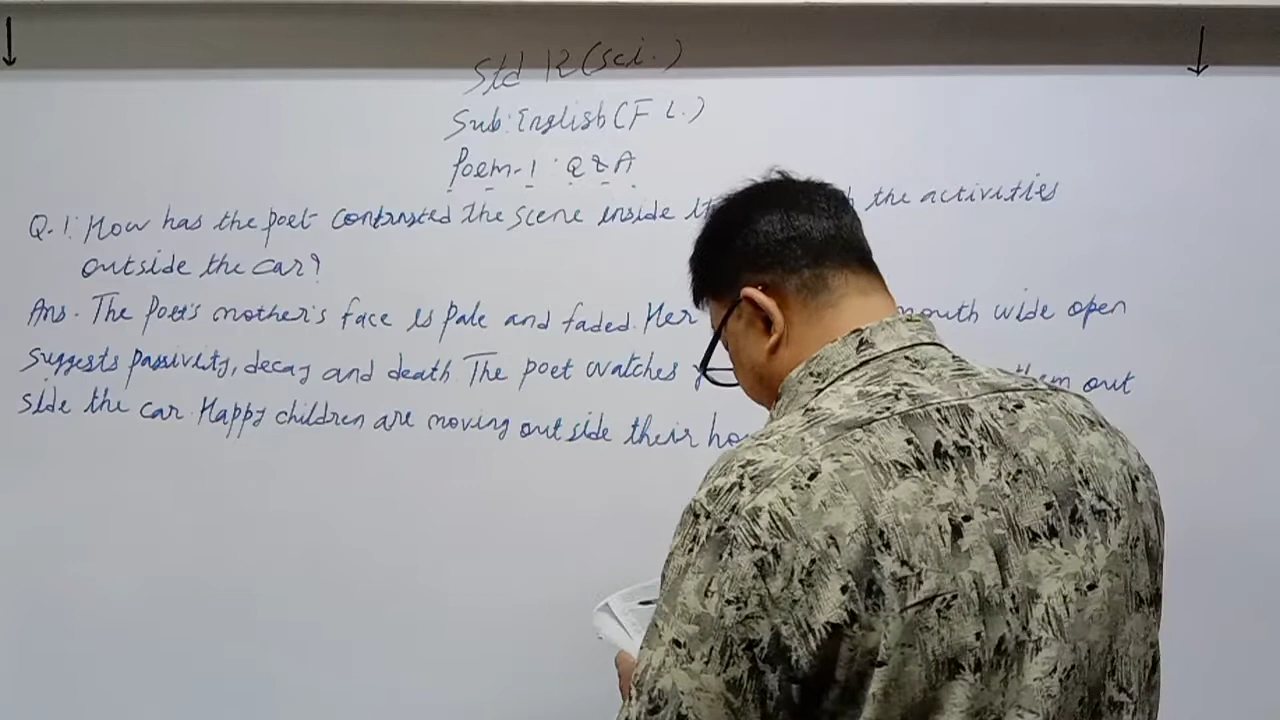 Std 12 (Sci.)
Sub: English (F L.)
Poem-1 : Q & A
Q.1: How has the poet contrasted the scene inside the activities
outside the car?
Ans. The Poet's mother's face is pale and faded. Her mouth wide open
suggests passivity, decay and death. The poet watches them out
side the car. Happy children are moving out side their